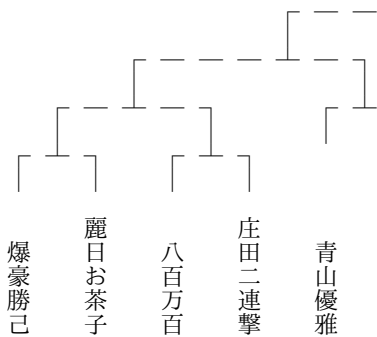 爆豪勝己
麗日お茶子
八百万百
庄田二連撃
青山優雅